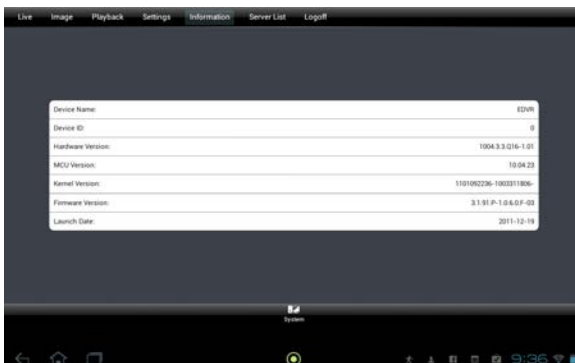 Live Image Playback Settings Information Server List Logoff
Device Name: EDVR
Device ID: 0
Hardware Version: 1004.3.3.Q16-1.01
MCU Version: 10.04.23
Kernel Version: 1101092236-1003311806-
Firmware Version: 3.1.91.P-1.0.6.0.F-03
Launch Date: 2011-12-19
System
9:36